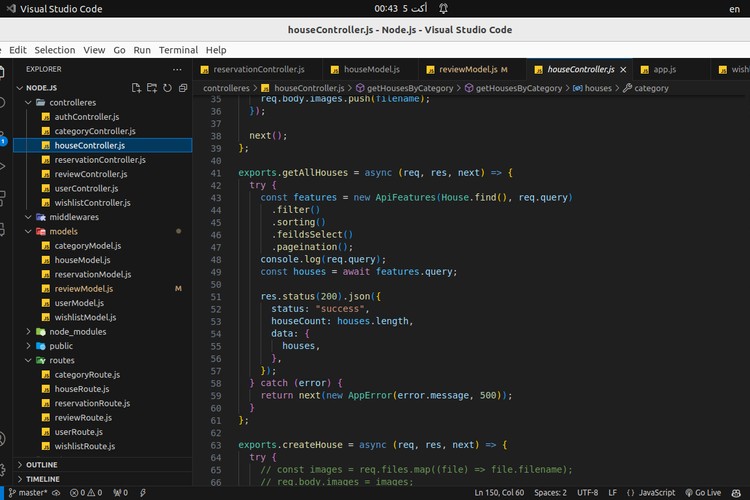 Visual Studio Code
00:43 5 أكت
en
houseController.js - Node.js - Visual Studio Code
Edit Selection View Go Run Terminal Help
EXPLORER ...
NODE.JS
controlleres
authController.js
categoryController.js
houseController.js
reservationController.js
reviewController.js
userController.js
wishlistController.js
middlewares
models
categoryModel.js
houseModel.js
reservationModel.js
reviewModel.js M
userModel.js
wishlistModel.js
node_modules
public
routes
categoryRoute.js
houseRoute.js
reservationRoute.js
reviewRoute.js
userRoute.js
wishlistRoute.js
OUTLINE
TIMELINE
reservationController.js houseModel.js reviewModel.js M houseController.js app.js wish
controlleres > houseController.js > getHousesByCategory > getHousesByCategory > houses > category
35 req.body.images.push(filename);
36 });
37
38 next();
39 };
40
41 exports.getAllHouses = async (req, res, next) => {
42 try {
43 const features = new ApiFeatures(House.find(), req.query)
44 .filter()
45 .sorting()
46 .feildsSelect()
47 .pageination();
48 console.log(req.query);
49 const houses = await features.query;
50
51 res.status(200).json({
52 status: "success",
53 houseCount: houses.length,
54 data: {
55 houses,
56 },
57 });
58 } catch (error) {
59 return next(new AppError(error.message, 500));
60 }
61 };
62
63 exports.createHouse = async (req, res, next) => {
64 try {
65 // const images = req.files.map((file) => file.filename);
66 // req.body.images = images;
master* 0 0 0 Ln 150, Col 60 Spaces: 2 UTF-8 LF {} JavaScript Go Live